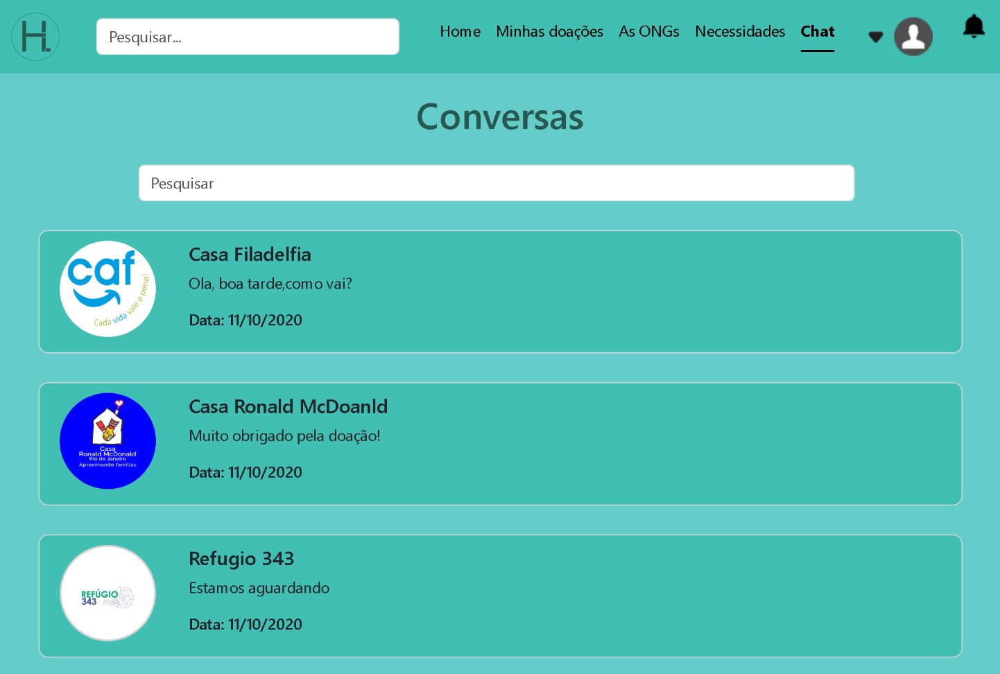 H.
Pesquisar...
Home Minhas doações As ONGs Necessidades Chat
Conversas
Pesquisar
caf
Cada vida vale a pena!
Casa Filadelfia
Ola, boa tarde,como vai?
Data: 11/10/2020
Casa
Ronald McDonald
Rio de Janeiro
Aproximando famílias
Casa Ronald McDoanld
Muito obrigado pela doação!
Data: 11/10/2020
REFÚGIO
343
Refugio 343
Estamos aguardando
Data: 11/10/2020